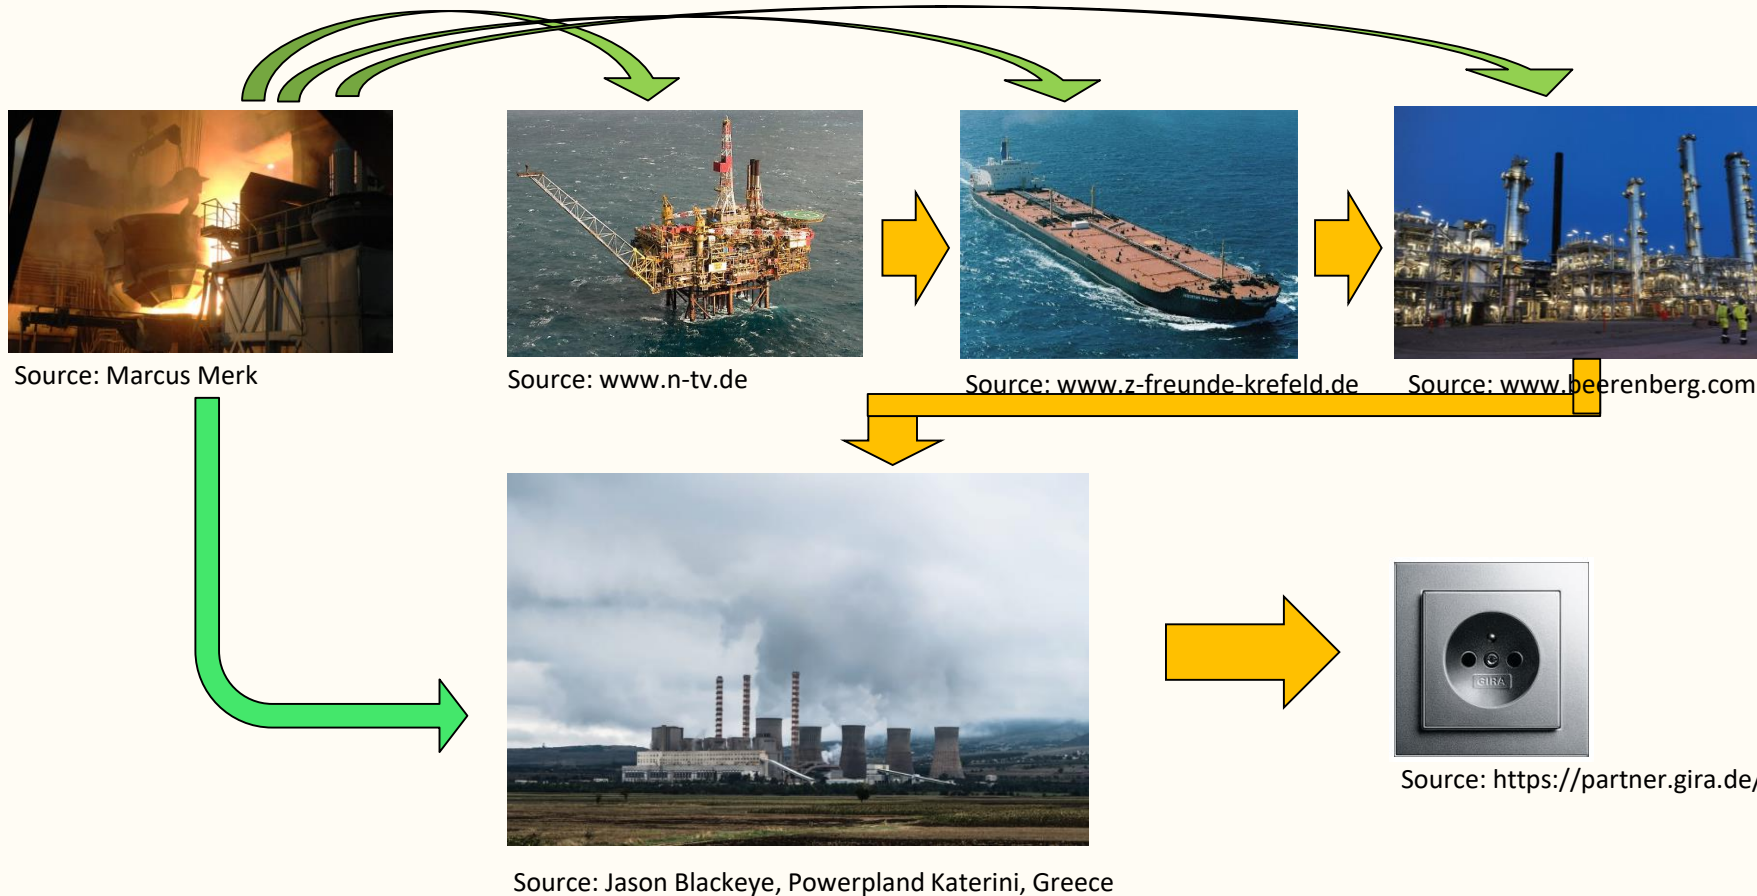 Source: Marcus Merk
Source: www.n-tv.de
Source: www.z-freunde-krefeld.de
Source: www.beerenberg.com
GIRA
Source: https://partner.gira.de/
Source: Jason Blackeye, Powerpland Katerini, Greece